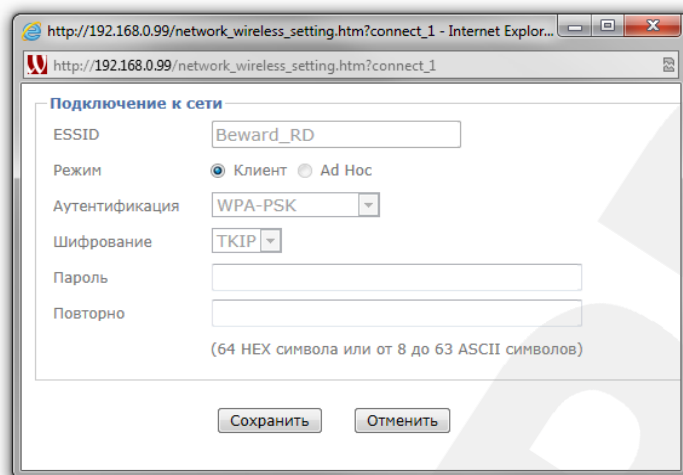 http://192.168.0.99/network_wireless_setting.htm?connect_1 - Internet Explor...
http://192.168.0.99/network_wireless_setting.htm?connect_1
Подключение к сети
ESSID Beward_RD
Режим Клиент Ad Hoc
Аутентификация WPA-PSK
Шифрование TKIP
Пароль
Повторно
(64 HEX символа или от 8 до 63 ASCII символов)
Сохранить Отменить